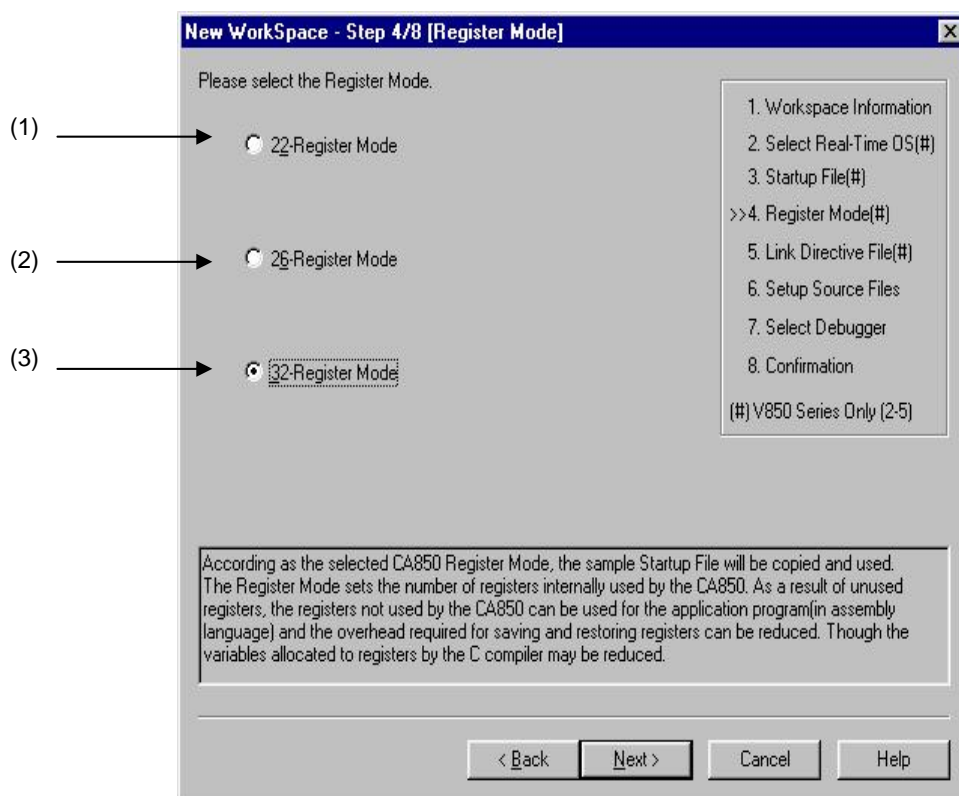 New WorkSpace - Step 4/8 [Register Mode]
Please select the Register Mode.
(1)
22-Register Mode
(2)
26-Register Mode
(3)
32-Register Mode
1. Workspace Information
2. Select Real-Time OS(#)
3. Startup File(#)
>>4. Register Mode(#)
5. Link Directive File(#)
6. Setup Source Files
7. Select Debugger
8. Confirmation
(#) V850 Series Only (2-5)
According as the selected CA850 Register Mode, the sample Startup File will be copied and used.
The Register Mode sets the number of registers internally used by the CA850. As a result of unused
registers, the registers not used by the CA850 can be used for the application program(in assembly
language) and the overhead required for saving and restoring registers can be reduced. Though the
variables allocated to registers by the C compiler may be reduced.
< Back
Next >
Cancel
Help